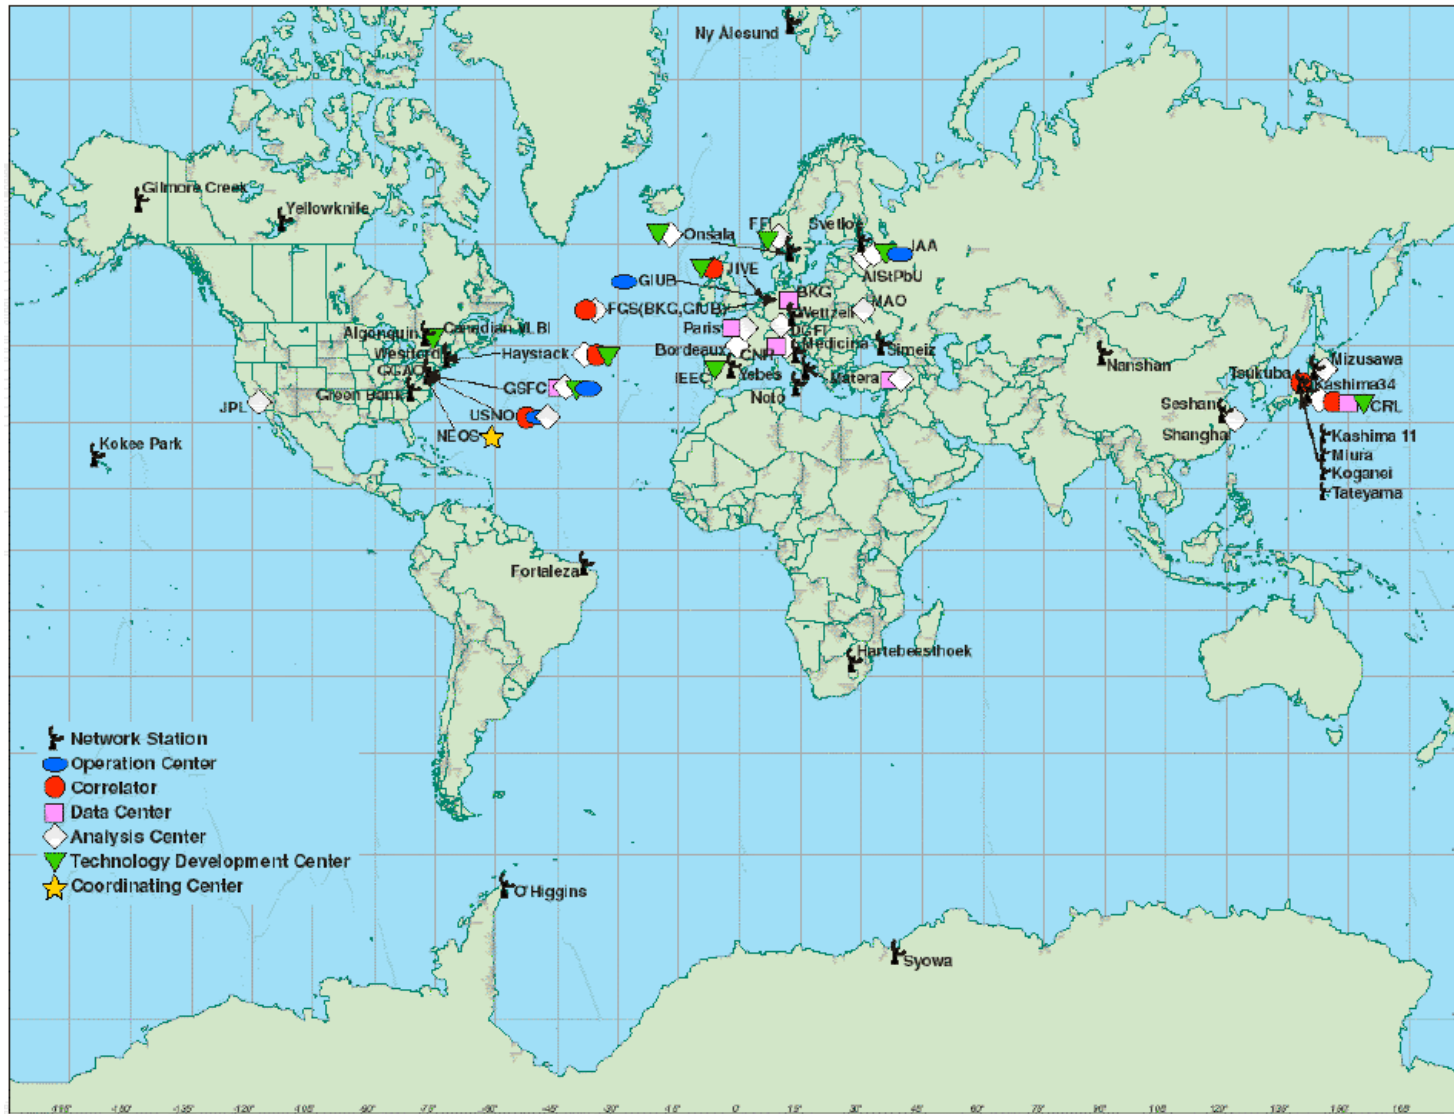 Ny Alesund
Gilmore Creek
Yellowknife
Onsala
FFI
Svetloe
IAA
JIVE
AIStPbU
GIUB
BKG
MAO
FGS(BKG,GIUB)
Wettzell
Algonquin
Canadian VLBI
Paris
DGFI
Westford
Haystack
Bordeaux
CNR
Medicina
Simeiz
Nanshan
Mizusawa
GGAO
GSFC
IEEC
Yebes
Matera
Tsukuba
Kashima34
JPL
Green Bank
Noto
Seshan
CRL
USNO
Shanghai
NEOS
Kokee Park
Kashima 11
Miura
Koganei
Tateyama
Fortaleza
Hartebeesthoek
Network Station
Operation Center
Correlator
Data Center
Analysis Center
Technology Development Center
Coordinating Center
O'Higgins
Syowa